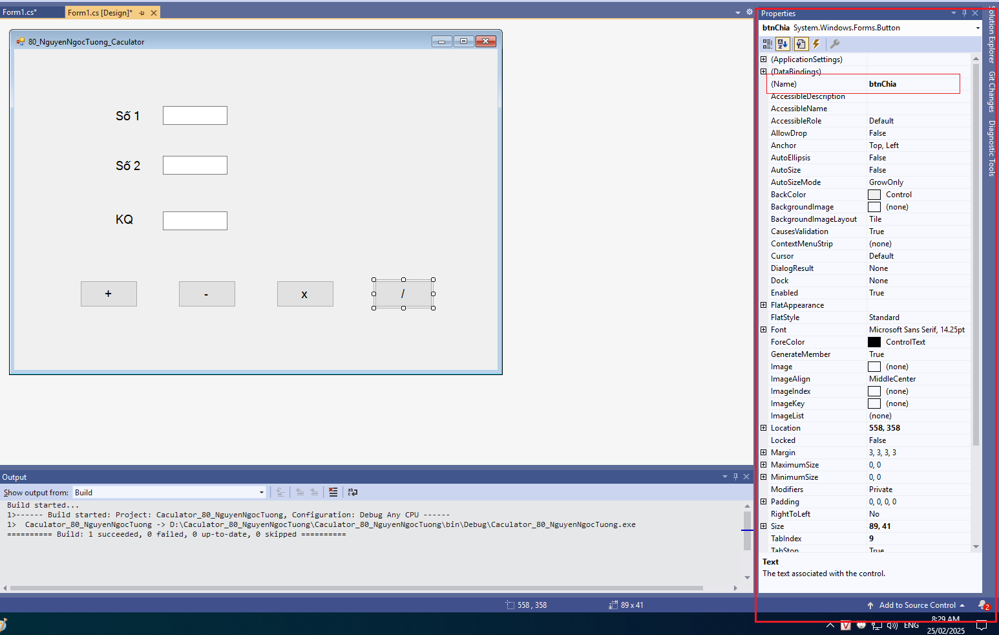 Form1.cs*
Form1.cs [Design]*
80_NguyenNgocTuong_Caculator
Số 1
Số 2
KQ
+
-
x
/
Output
Show output from: Build
Build started...
1>------ Build started: Project: Caculator_80_NguyenNgocTuong, Configuration: Debug Any CPU ------
1>  Caculator_80_NguyenNgocTuong -> D:\Caculator_80_NguyenNgocTuong\Caculator_80_NguyenNgocTuong\bin\Debug\Caculator_80_NguyenNgocTuong.exe
========== Build: 1 succeeded, 0 failed, 0 up-to-date, 0 skipped ==========
Properties
btnChia System.Windows.Forms.Button
(ApplicationSettings)
(DataBindings)
(Name) btnChia
AccessibleDescription
AccessibleName
AccessibleRole Default
AllowDrop False
Anchor Top, Left
AutoEllipsis False
AutoSize False
AutoSizeMode GrowOnly
BackColor Control
BackgroundImage (none)
BackgroundImageLayout Tile
CausesValidation True
ContextMenuStrip (none)
Cursor Default
DialogResult None
Dock None
Enabled True
FlatAppearance
FlatStyle Standard
Font Microsoft Sans Serif, 14.25pt
ForeColor ControlText
GenerateMember True
Image (none)
ImageAlign MiddleCenter
ImageIndex (none)
ImageKey (none)
ImageList (none)
Location 558, 358
Locked False
Margin 3, 3, 3, 3
MaximumSize 0, 0
MinimumSize 0, 0
Modifiers Private
Padding 0, 0, 0, 0
RightToLeft No
Size 89, 41
TabIndex 9
TabStop True
Text
The text associated with the control.
Solution Explorer
Git Changes
Diagnostic Tools
558 , 358
89 x 41
Add to Source Control
2
V
ENG
8:29 AM
25/02/2025